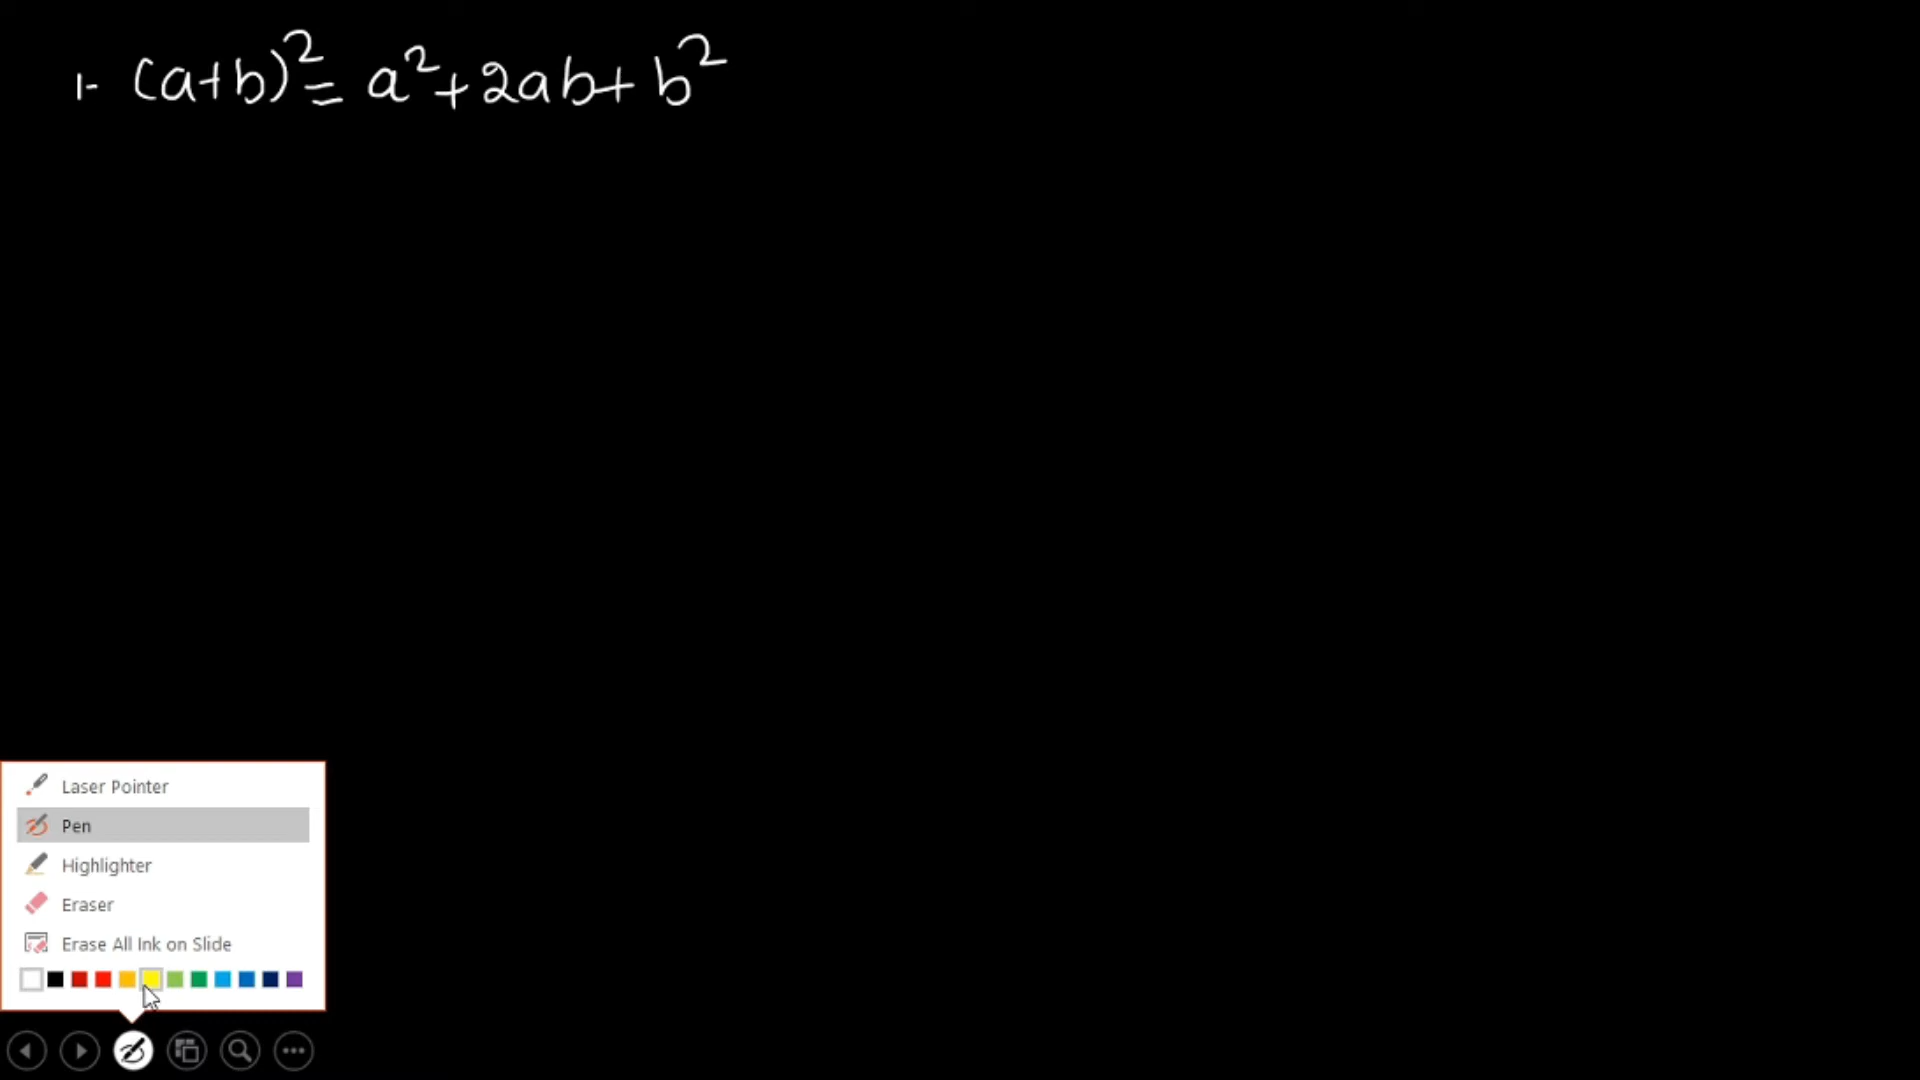 1- (a+b)² = a² + 2ab + b²
Laser Pointer
Pen
Highlighter
Eraser
Erase All Ink on Slide